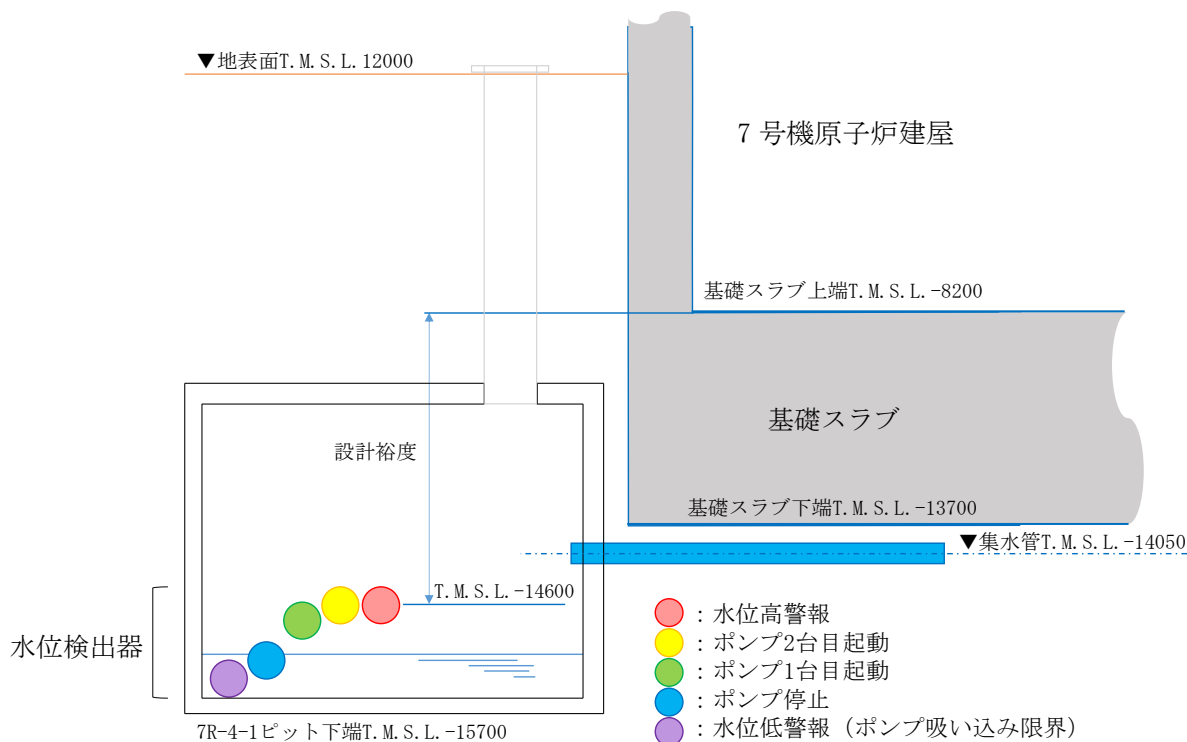 ▼地表面T.M.S.L.12000
7号機原子炉建屋
基礎スラブ上端T.M.S.L.-8200
基礎スラブ
設計裕度
基礎スラブ下端T.M.S.L.-13700
▼集水管T.M.S.L.-14050
T.M.S.L.-14600
水位検出器
：水位高警報
：ポンプ2台目起動
：ポンプ1台目起動
：ポンプ停止
：水位低警報（ポンプ吸い込み限界）
7R-4-1ピット下端T.M.S.L.-15700